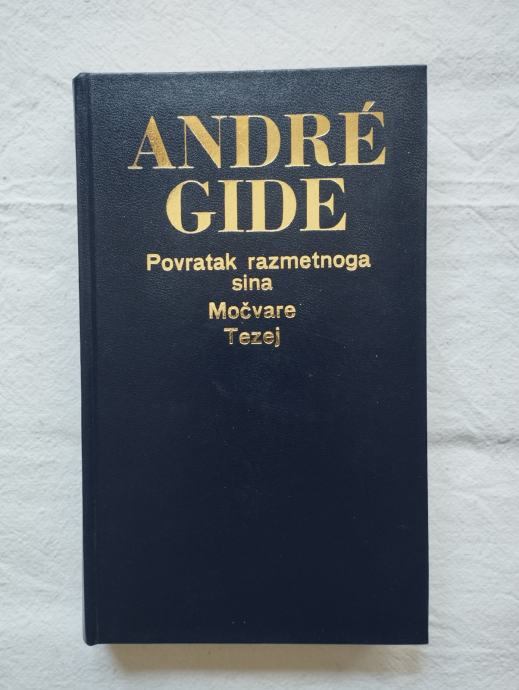 ANDRÉ
GIDE
Povratak razmetnoga
sina
Močvare
Tezej